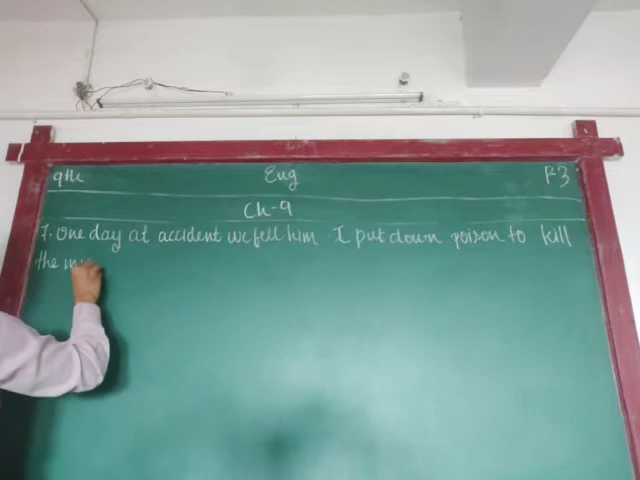 9th Eng P3
Ch-9
7. One day at accident we fell him I put down poison to kill
the